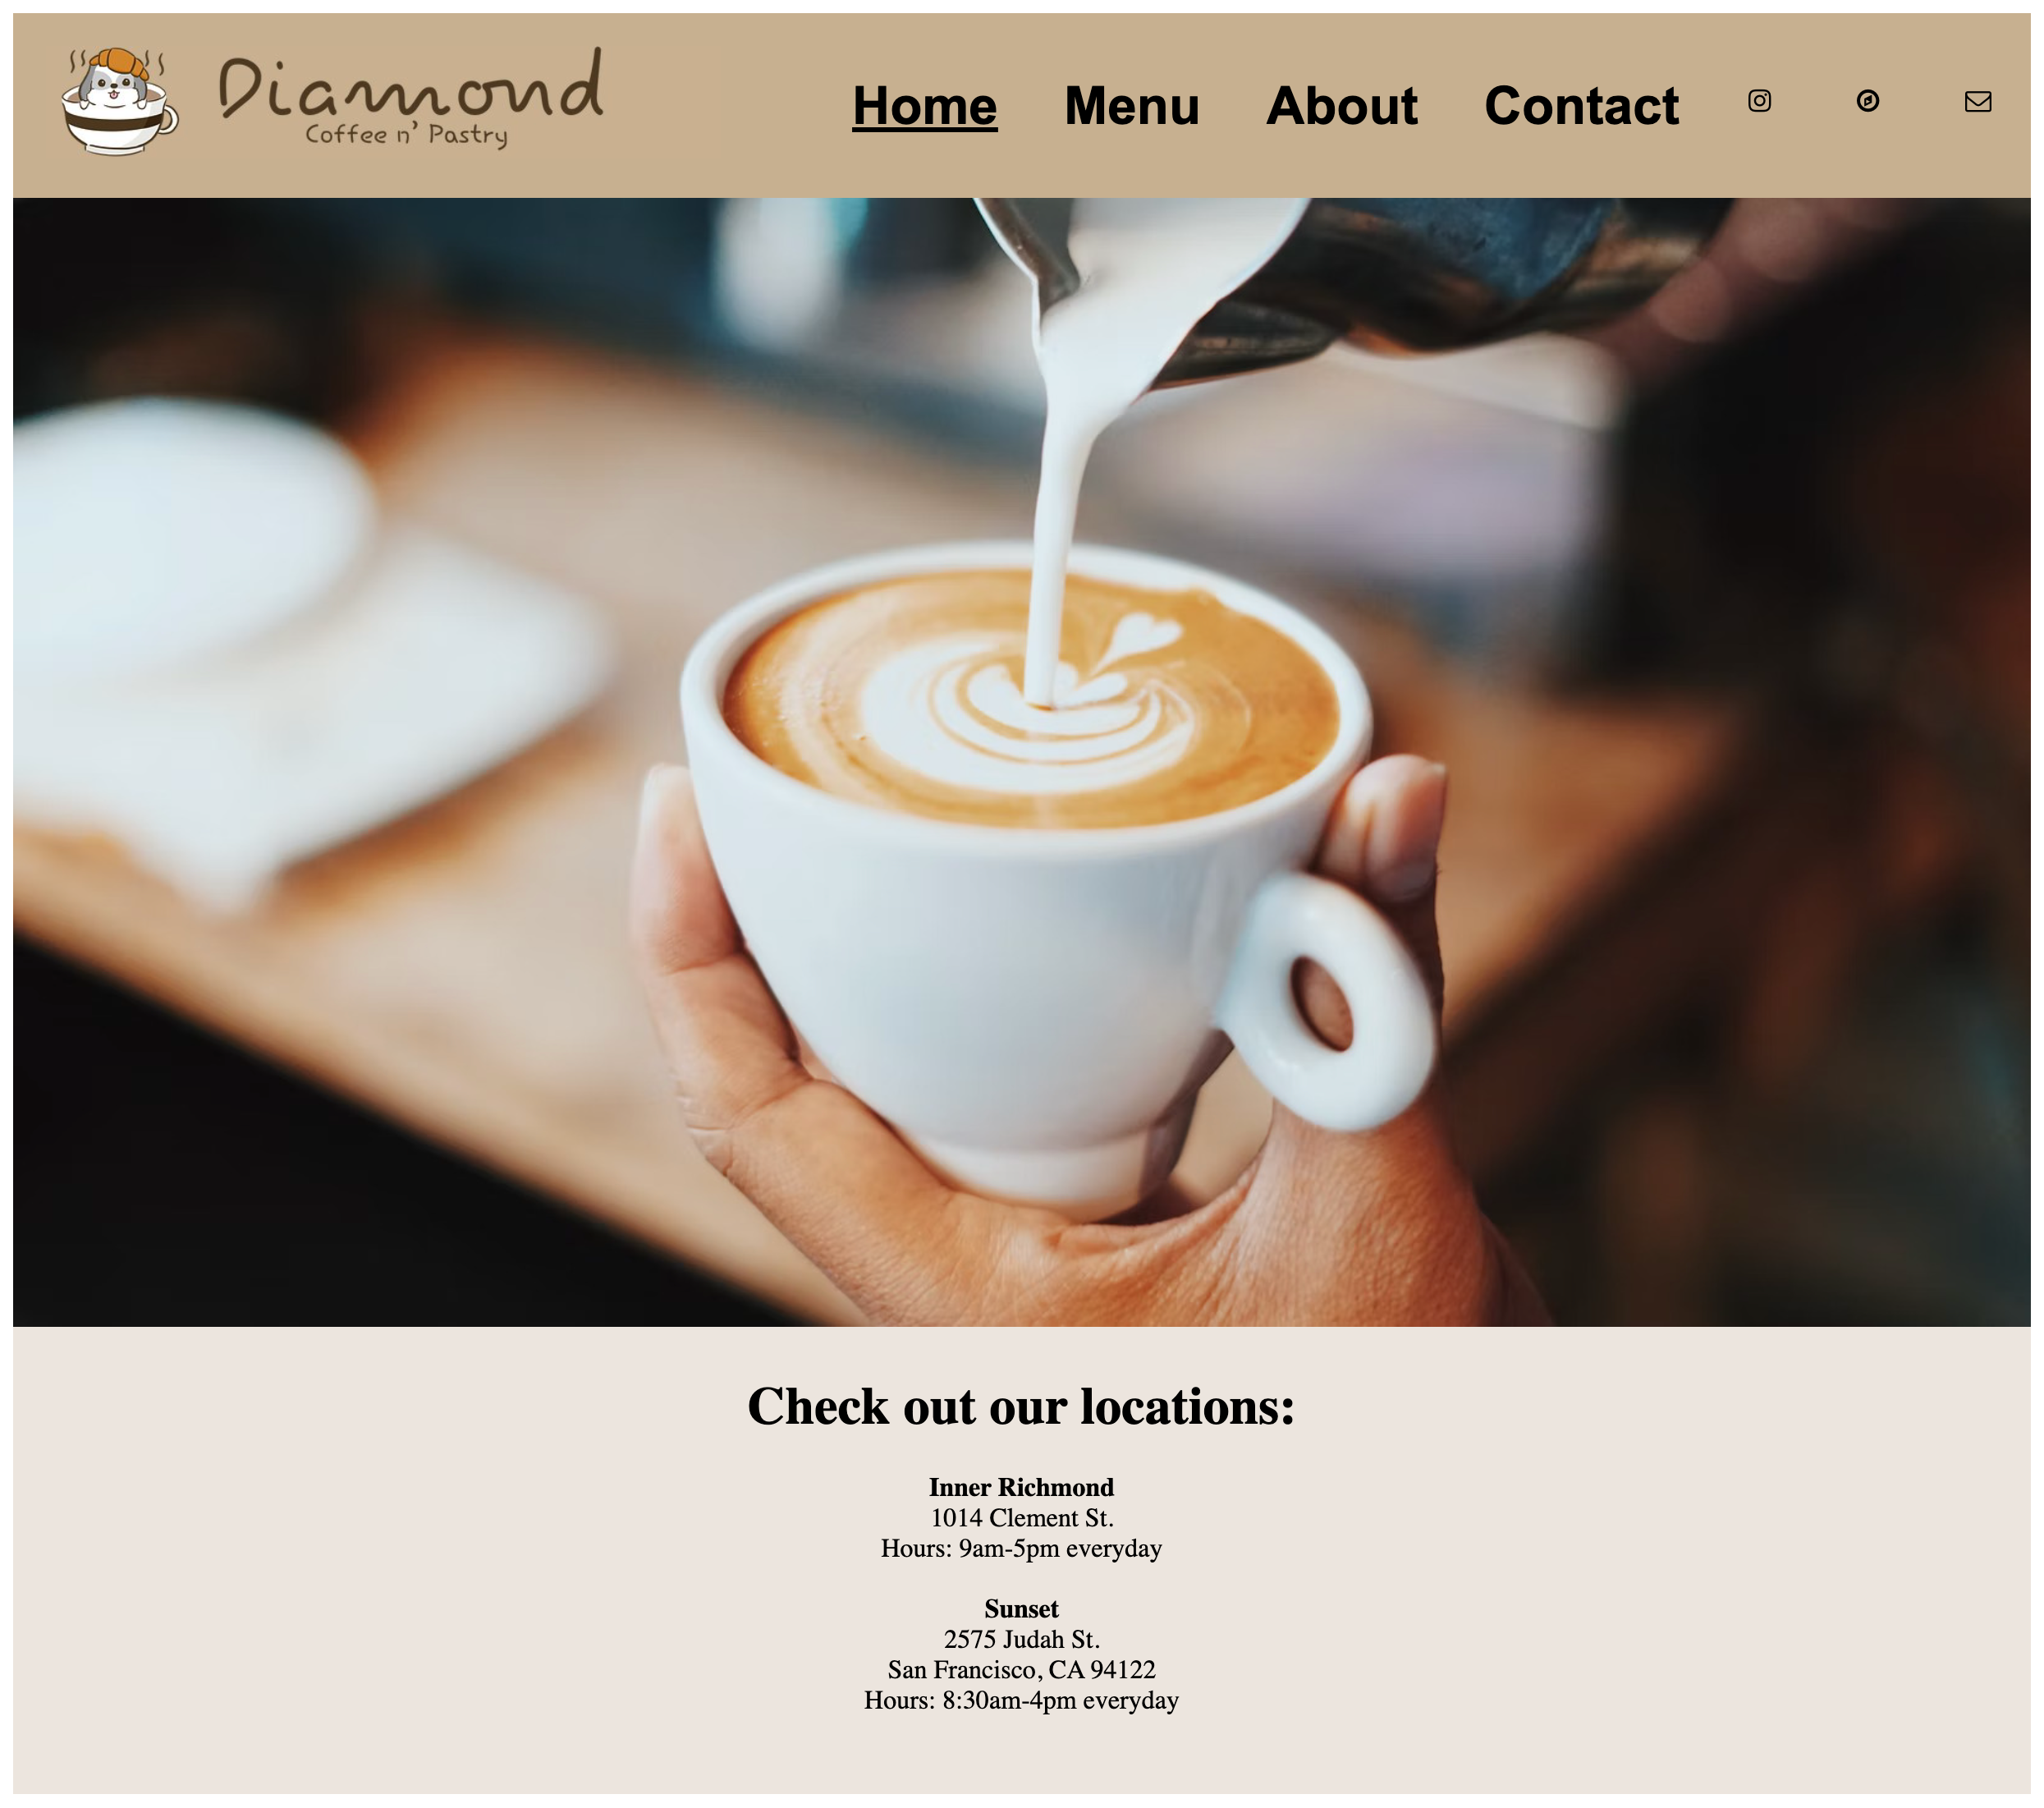 Diamond
Coffee n' Pastry
Home Menu About Contact
Check out our locations:
Inner Richmond
1014 Clement St.
Hours: 9am-5pm everyday
Sunset
2575 Judah St.
San Francisco, CA 94122
Hours: 8:30am-4pm everyday